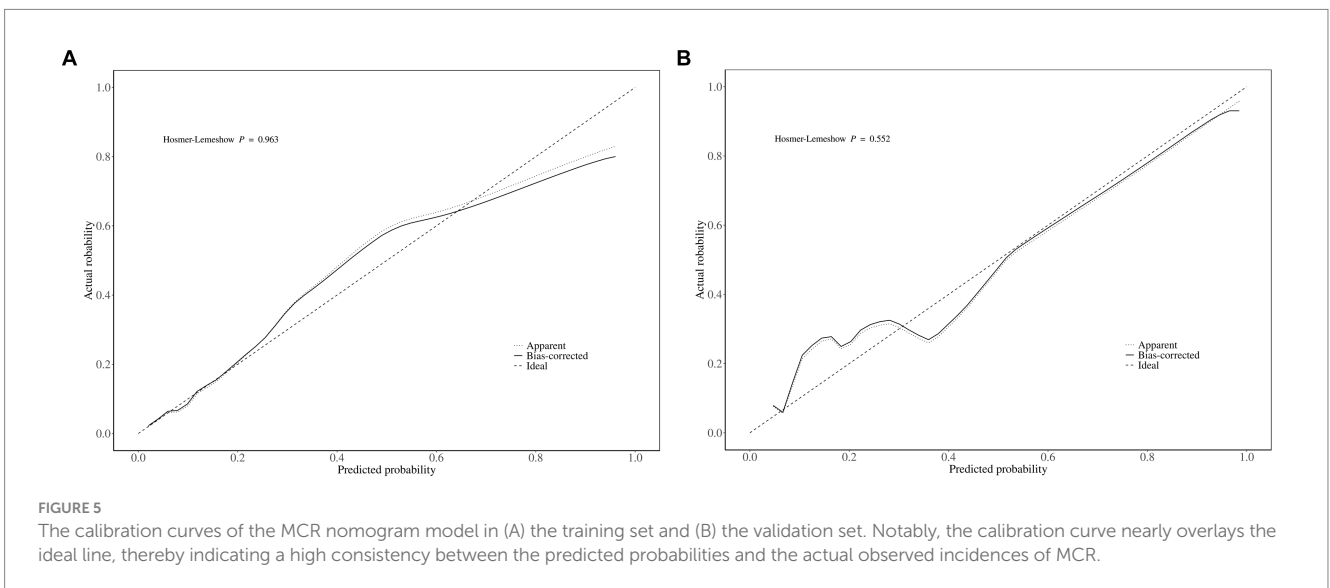 A
1.0
0.8
0.6
0.4
0.2
0.0
Actual robability
Hosmer-Lemeshow P = 0.963
Apparent
Bias-corrected
Ideal
0.0 0.2 0.4 0.6 0.8 1.0
Predicted probability
B
1.0
0.8
0.6
0.4
0.2
0.0
Actual robability
Hosmer-Lemeshow P = 0.552
Apparent
Bias-corrected
Ideal
0.0 0.2 0.4 0.6 0.8 1.0
Predicted probability
FIGURE 5
The calibration curves of the MCR nomogram model in (A) the training set and (B) the validation set. Notably, the calibration curve nearly overlays the
ideal line, thereby indicating a high consistency between the predicted probabilities and the actual observed incidences of MCR.